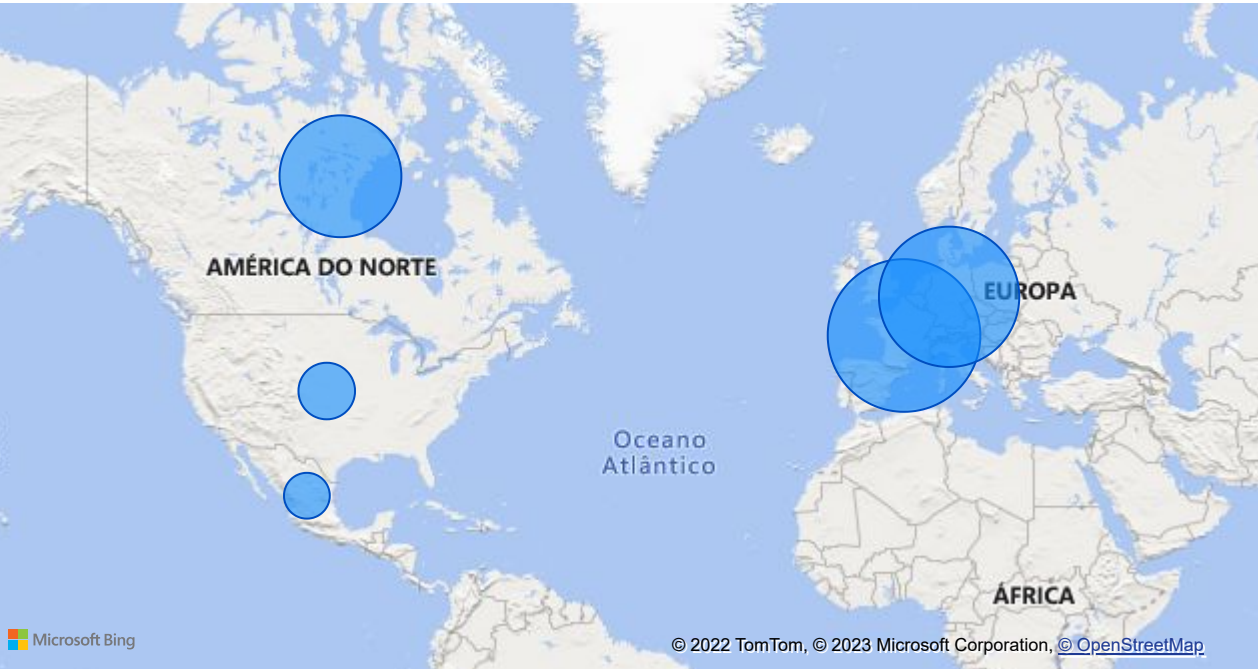 AMÉRICA DO NORTE
EUROPA
Oceano
Atlântico
ÁFRICA
Microsoft Bing
© 2022 TomTom, © 2023 Microsoft Corporation, © OpenStreetMap